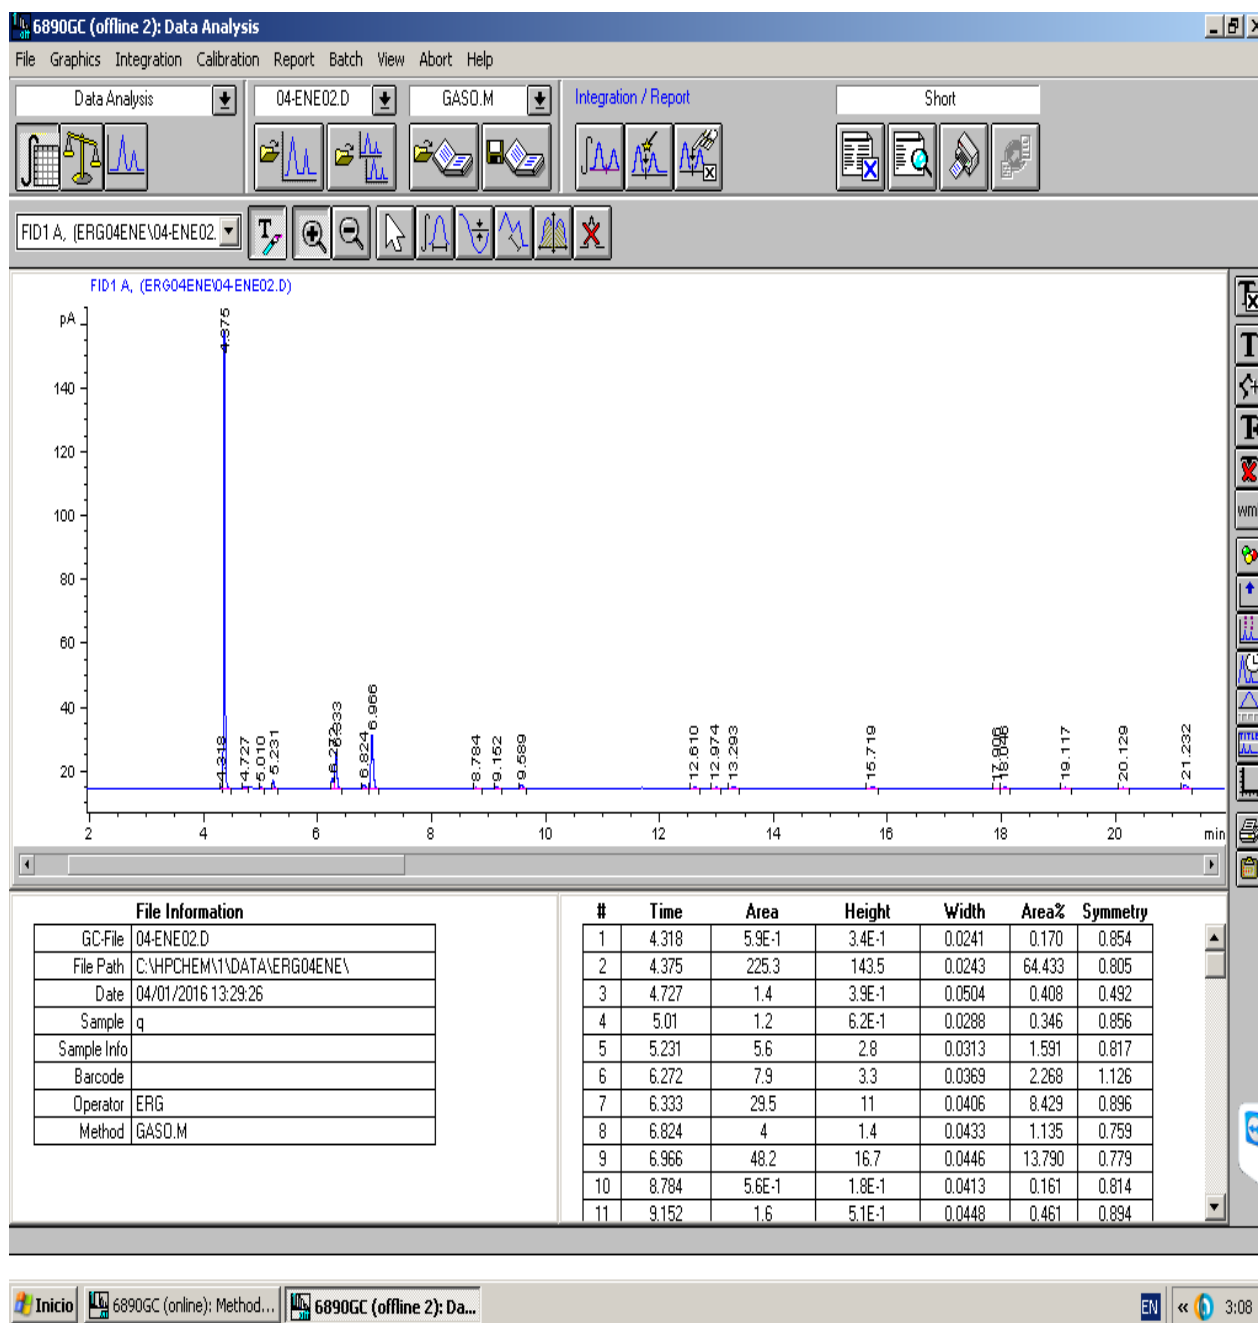 6890GC (offline 2): Data Analysis
File Graphics Integration Calibration Report Batch View Abort Help
Data Analysis 04-ENE02.D GASO.M Integration / Report Short
FID1 A, (ERG04ENE\04-ENE02.
FID1 A, (ERG04ENE\04-ENE02.D)
pA
140
120
100
80
60
40
20
4.318
4.375
4.727
5.010
5.231
6.272
6.333
6.824
6.966
8.784
9.152
9.589
12.610
12.974
13.293
15.719
17.906
18.046
19.117
20.129
21.232
2 4 6 8 10 12 14 16 18 20 min
File Information
GC-File 04-ENE02.D
File Path C:\HPCHEM\1\DATA\ERG04ENE\
Date 04/01/2016 13:29:26
Sample q
Sample Info
Barcode
Operator ERG
Method GASO.M
# Time Area Height Width Area% Symmetry
1 4.318 5.9E-1 3.4E-1 0.0241 0.170 0.854
2 4.375 225.3 143.5 0.0243 64.433 0.805
3 4.727 1.4 3.9E-1 0.0504 0.408 0.492
4 5.01 1.2 6.2E-1 0.0288 0.346 0.856
5 5.231 5.6 2.8 0.0313 1.591 0.817
6 6.272 7.9 3.3 0.0369 2.268 1.126
7 6.333 29.5 11 0.0406 8.429 0.896
8 6.824 4 1.4 0.0433 1.135 0.759
9 6.966 48.2 16.7 0.0446 13.790 0.779
10 8.784 5.6E-1 1.8E-1 0.0413 0.161 0.814
11 9.152 1.6 5.1E-1 0.0448 0.461 0.894
Inicio 6890GC (online): Method... 6890GC (offline 2): Da... EN « 3:08